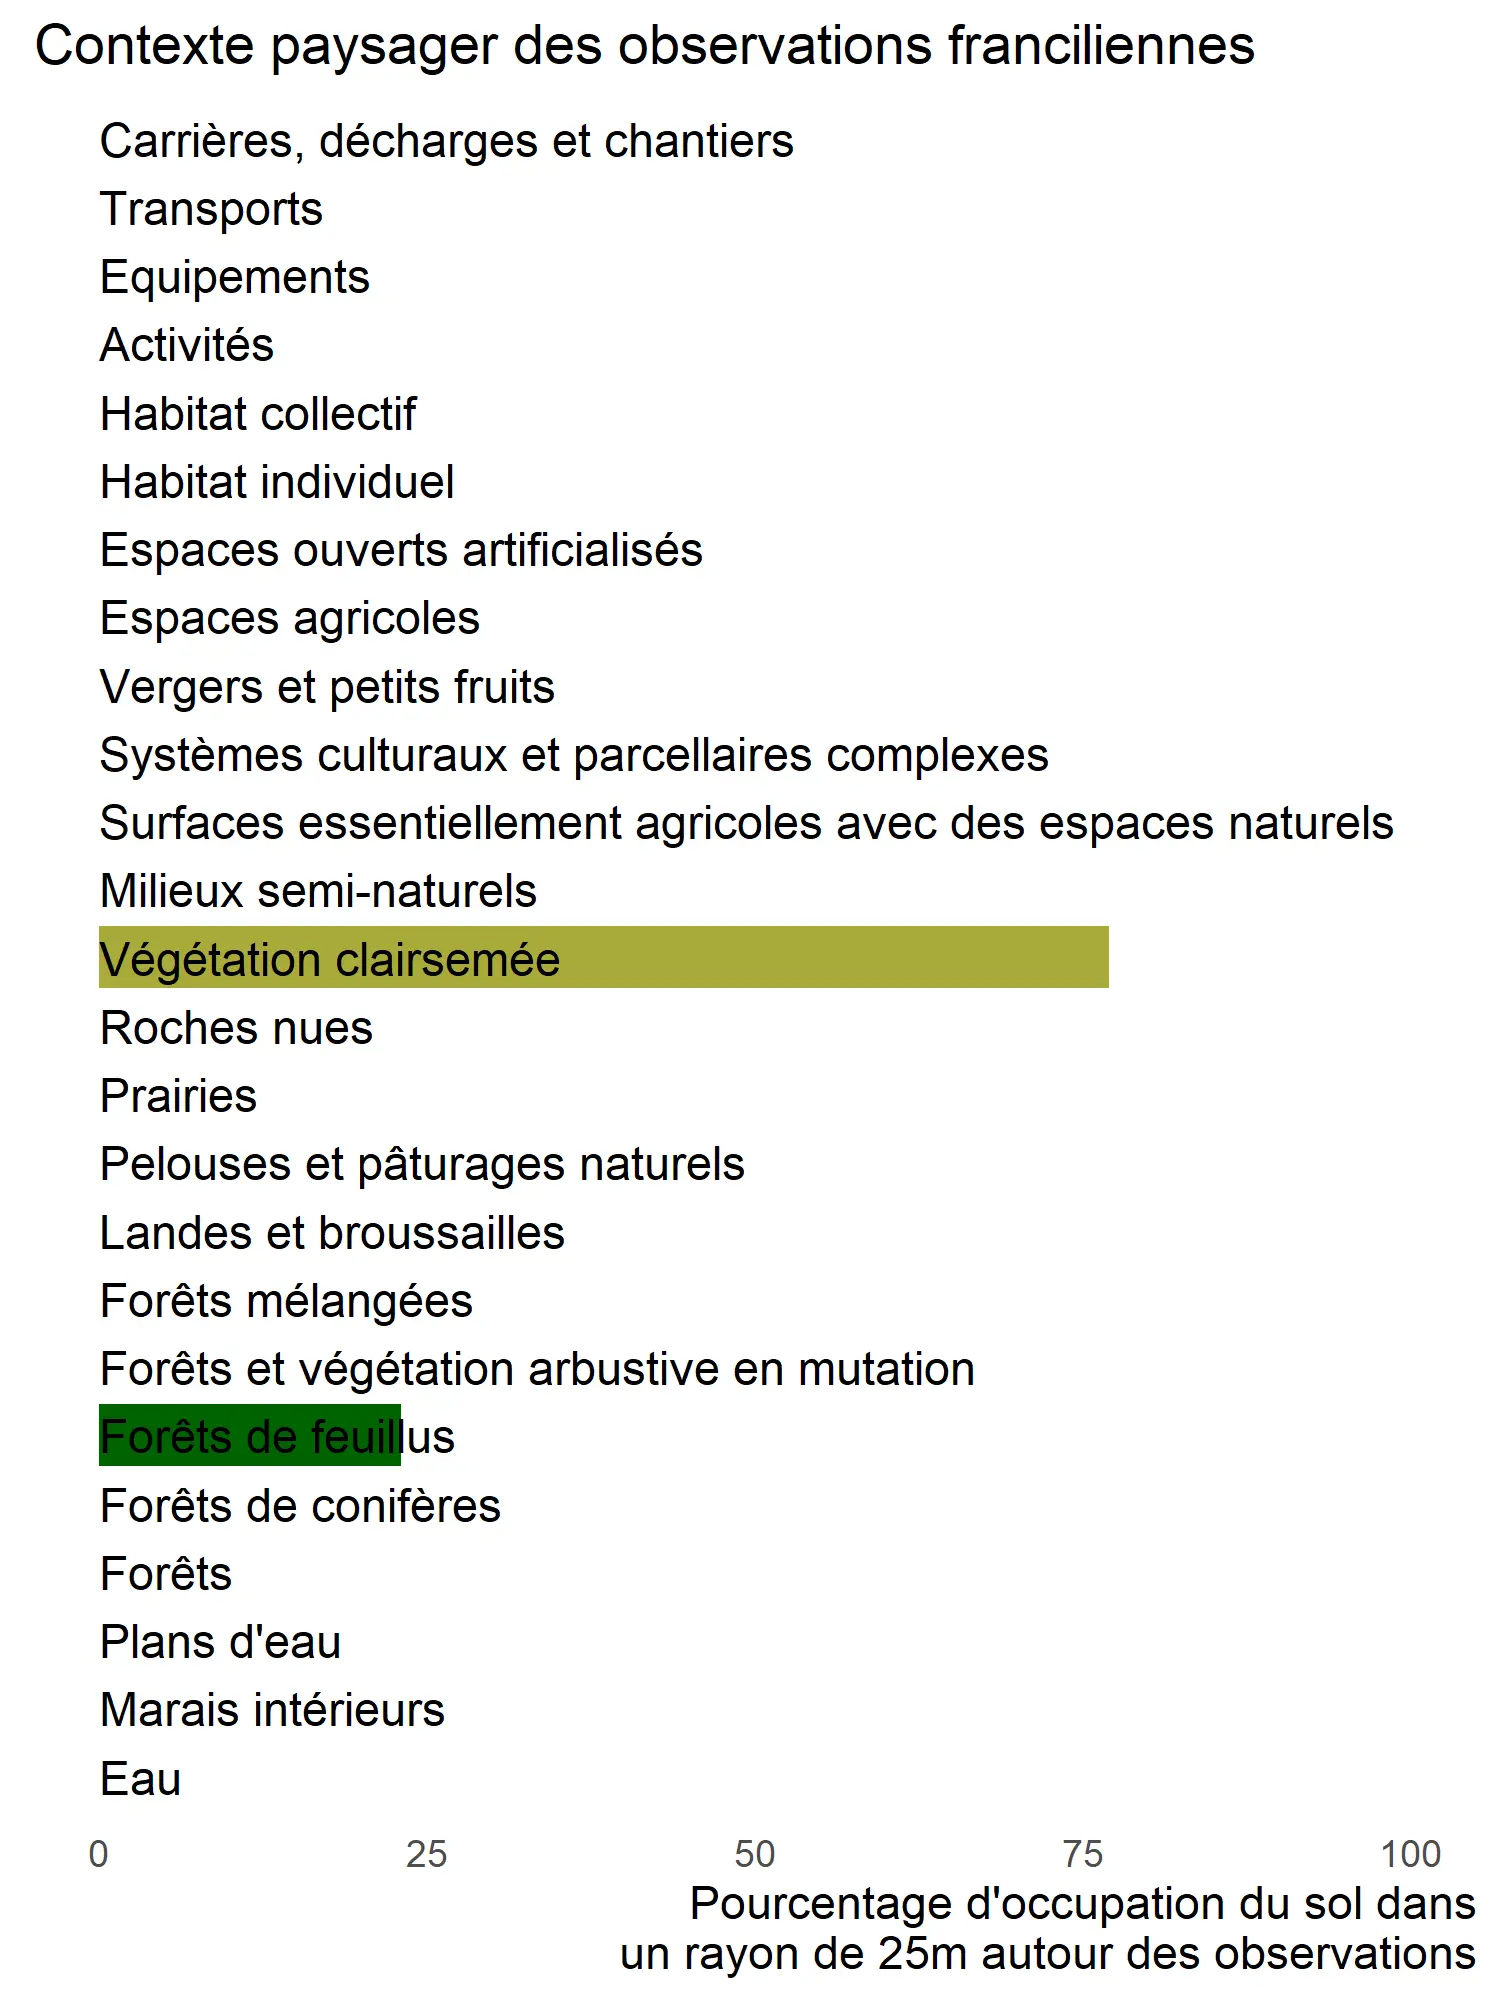 Contexte paysager des observations franciliennes
Carrières, décharges et chantiers
Transports
Equipements
Activités
Habitat collectif
Habitat individuel
Espaces ouverts artificialisés
Espaces agricoles
Vergers et petits fruits
Systèmes culturaux et parcellaires complexes
Surfaces essentiellement agricoles avec des espaces naturels
Milieux semi-naturels
Végétation clairsemée
Roches nues
Prairies
Pelouses et pâturages naturels
Landes et broussailles
Forêts mélangées
Forêts et végétation arbustive en mutation
Forêts de feuillus
Forêts de conifères
Forêts
Plans d'eau
Marais intérieurs
Eau
0 25 50 75 100
Pourcentage d'occupation du sol dans
un rayon de 25m autour des observations